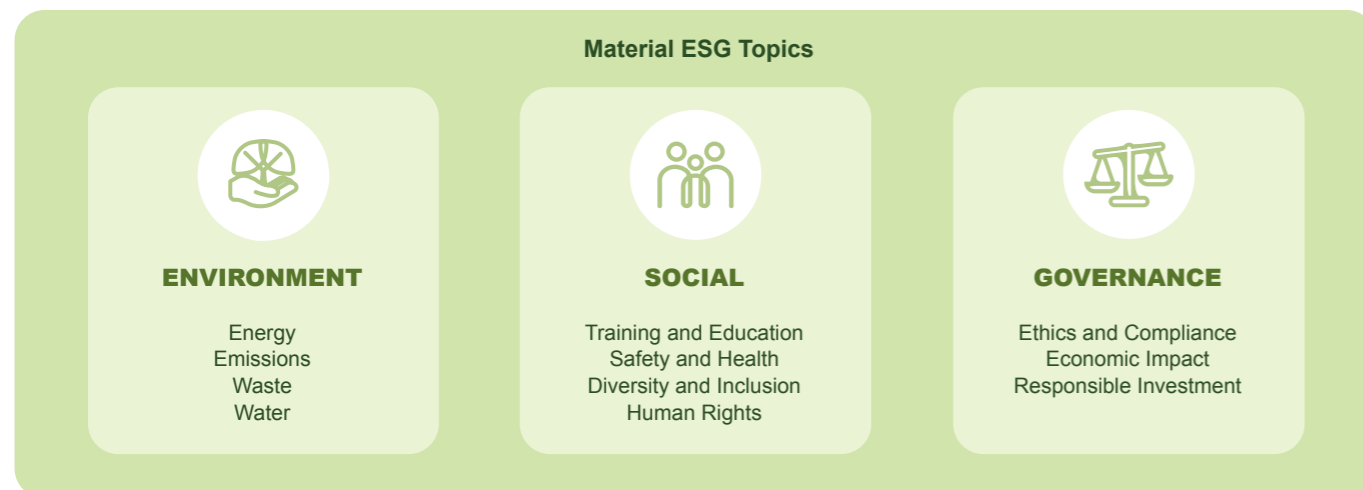 Material ESG Topics
ENVIRONMENT
Energy
Emissions
Waste
Water
SOCIAL
Training and Education
Safety and Health
Diversity and Inclusion
Human Rights
GOVERNANCE
Ethics and Compliance
Economic Impact
Responsible Investment